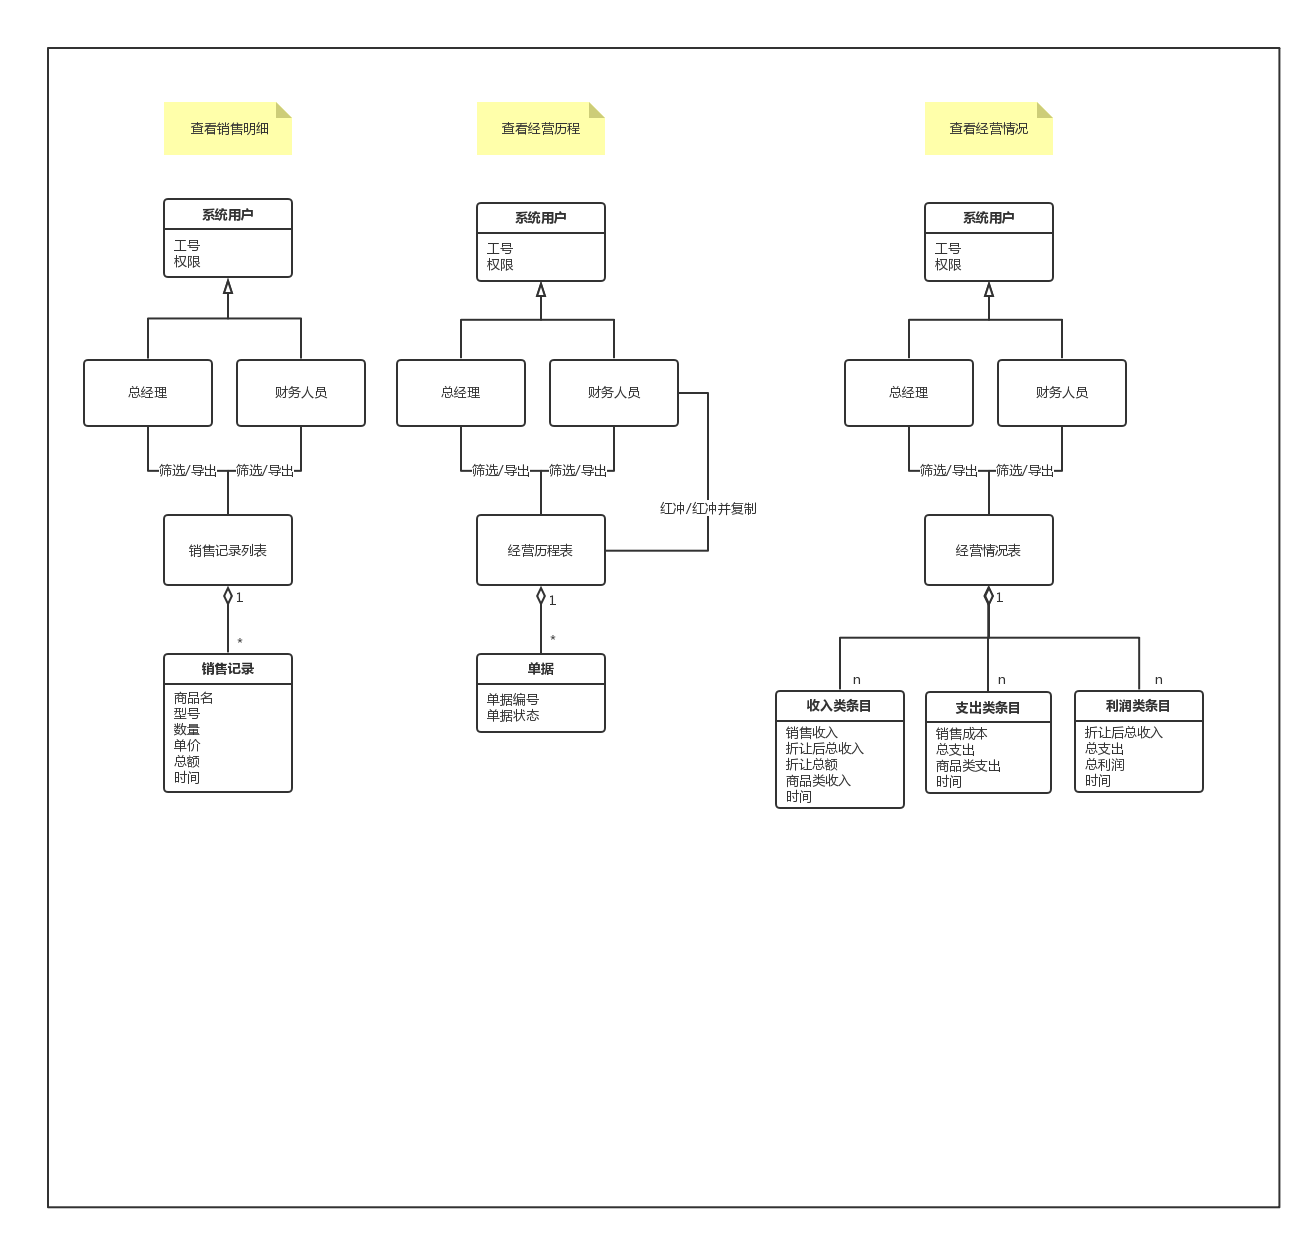 查看销售明细
系统用户
工号
权限
总经理
财务人员
筛选/导出
筛选/导出
销售记录列表
1
*
销售记录
商品名
型号
数量
单价
总额
时间
查看经营历程
系统用户
工号
权限
总经理
财务人员
筛选/导出
筛选/导出
红冲/红冲并复制
经营历程表
1
*
单据
单据编号
单据状态
查看经营情况
系统用户
工号
权限
总经理
财务人员
筛选/导出
筛选/导出
经营情况表
1
n
n
n
收入类条目
销售收入
折让后总收入
折让总额
商品类收入
时间
支出类条目
销售成本
总支出
商品类支出
时间
利润类条目
折让后总收入
总支出
总利润
时间